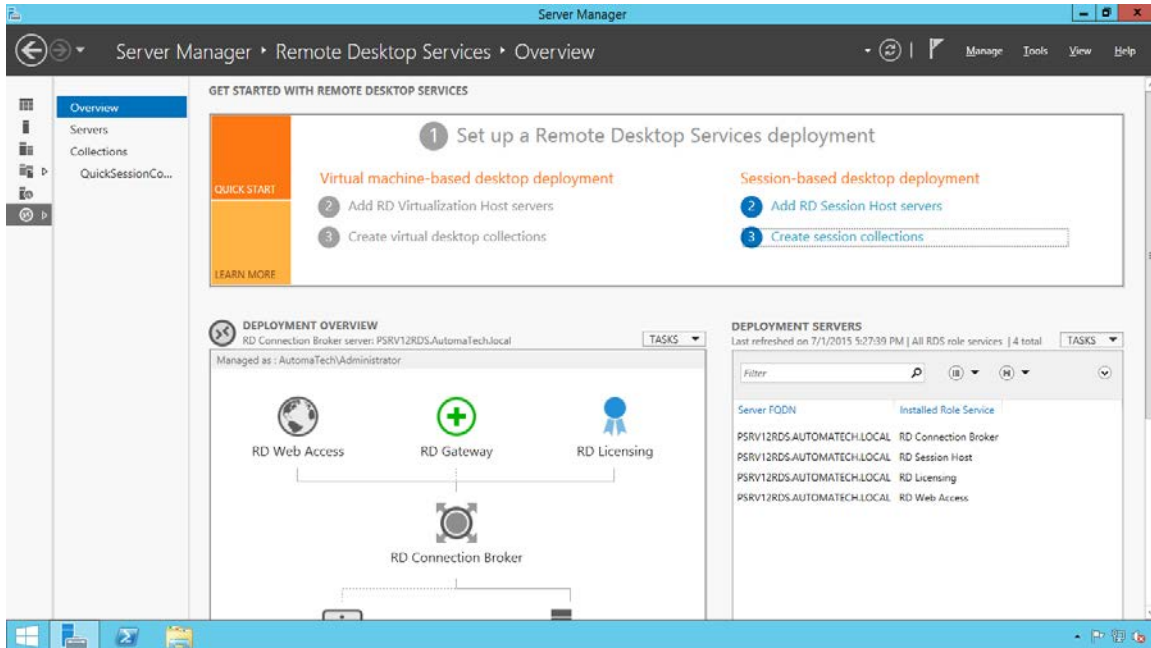 Server Manager
Server Manager ‣ Remote Desktop Services ‣ Overview
Manage Tools View Help
Overview
Servers
Collections
QuickSessionCo...
GET STARTED WITH REMOTE DESKTOP SERVICES
QUICK START
LEARN MORE
1 Set up a Remote Desktop Services deployment
Virtual machine-based desktop deployment
2 Add RD Virtualization Host servers
3 Create virtual desktop collections
Session-based desktop deployment
2 Add RD Session Host servers
3 Create session collections
DEPLOYMENT OVERVIEW
RD Connection Broker server: PSRV12RDS.AutomaTech.local
TASKS
Managed as : AutomaTech\Administrator
RD Web Access
RD Gateway
RD Licensing
RD Connection Broker
DEPLOYMENT SERVERS
Last refreshed on 7/1/2015 5:27:39 PM | All RDS role services | 4 total
TASKS
Filter
Server FQDN Installed Role Service
PSRV12RDS.AUTOMATECH.LOCAL RD Connection Broker
PSRV12RDS.AUTOMATECH.LOCAL RD Session Host
PSRV12RDS.AUTOMATECH.LOCAL RD Licensing
PSRV12RDS.AUTOMATECH.LOCAL RD Web Access